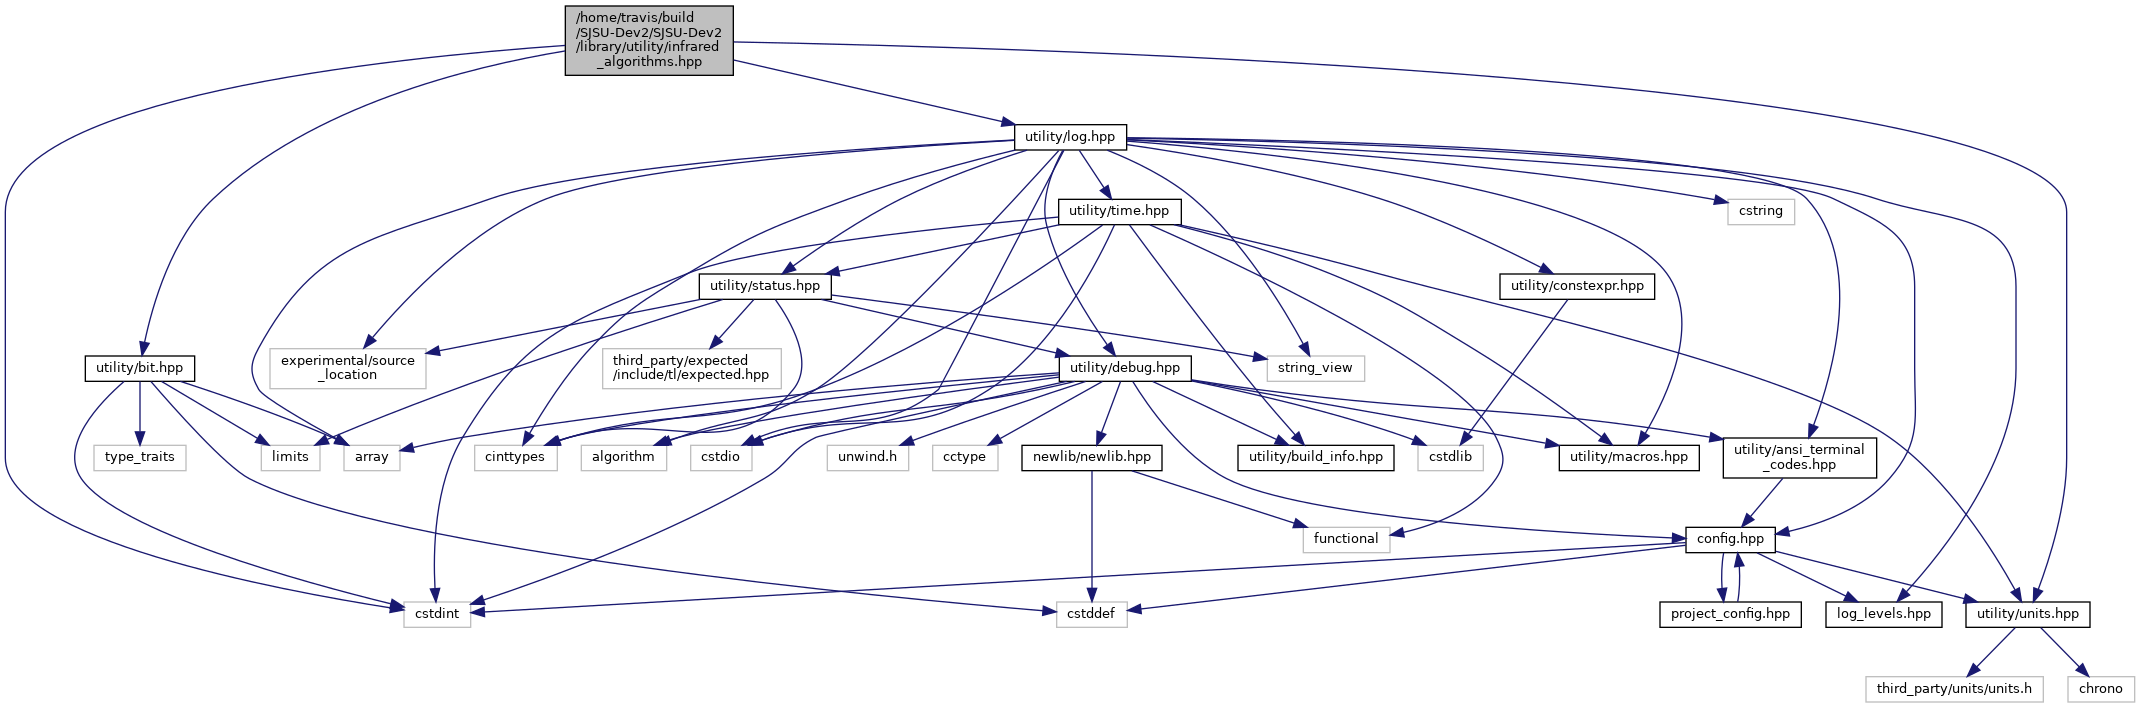 /home/travis/build
/SJSU-Dev2/SJSU-Dev2
/library/utility/infrared
_algorithms.hpp
utility/log.hpp
utility/time.hpp
cstring
utility/status.hpp
utility/constexpr.hpp
utility/bit.hpp
experimental/source
_location
third_party/expected
/include/tl/expected.hpp
utility/debug.hpp
string_view
type_traits
limits
array
cinttypes
algorithm
cstdio
unwind.h
cctype
newlib/newlib.hpp
utility/build_info.hpp
cstdlib
utility/macros.hpp
utility/ansi_terminal
_codes.hpp
functional
config.hpp
cstdint
cstddef
project_config.hpp
log_levels.hpp
utility/units.hpp
third_party/units/units.h
chrono